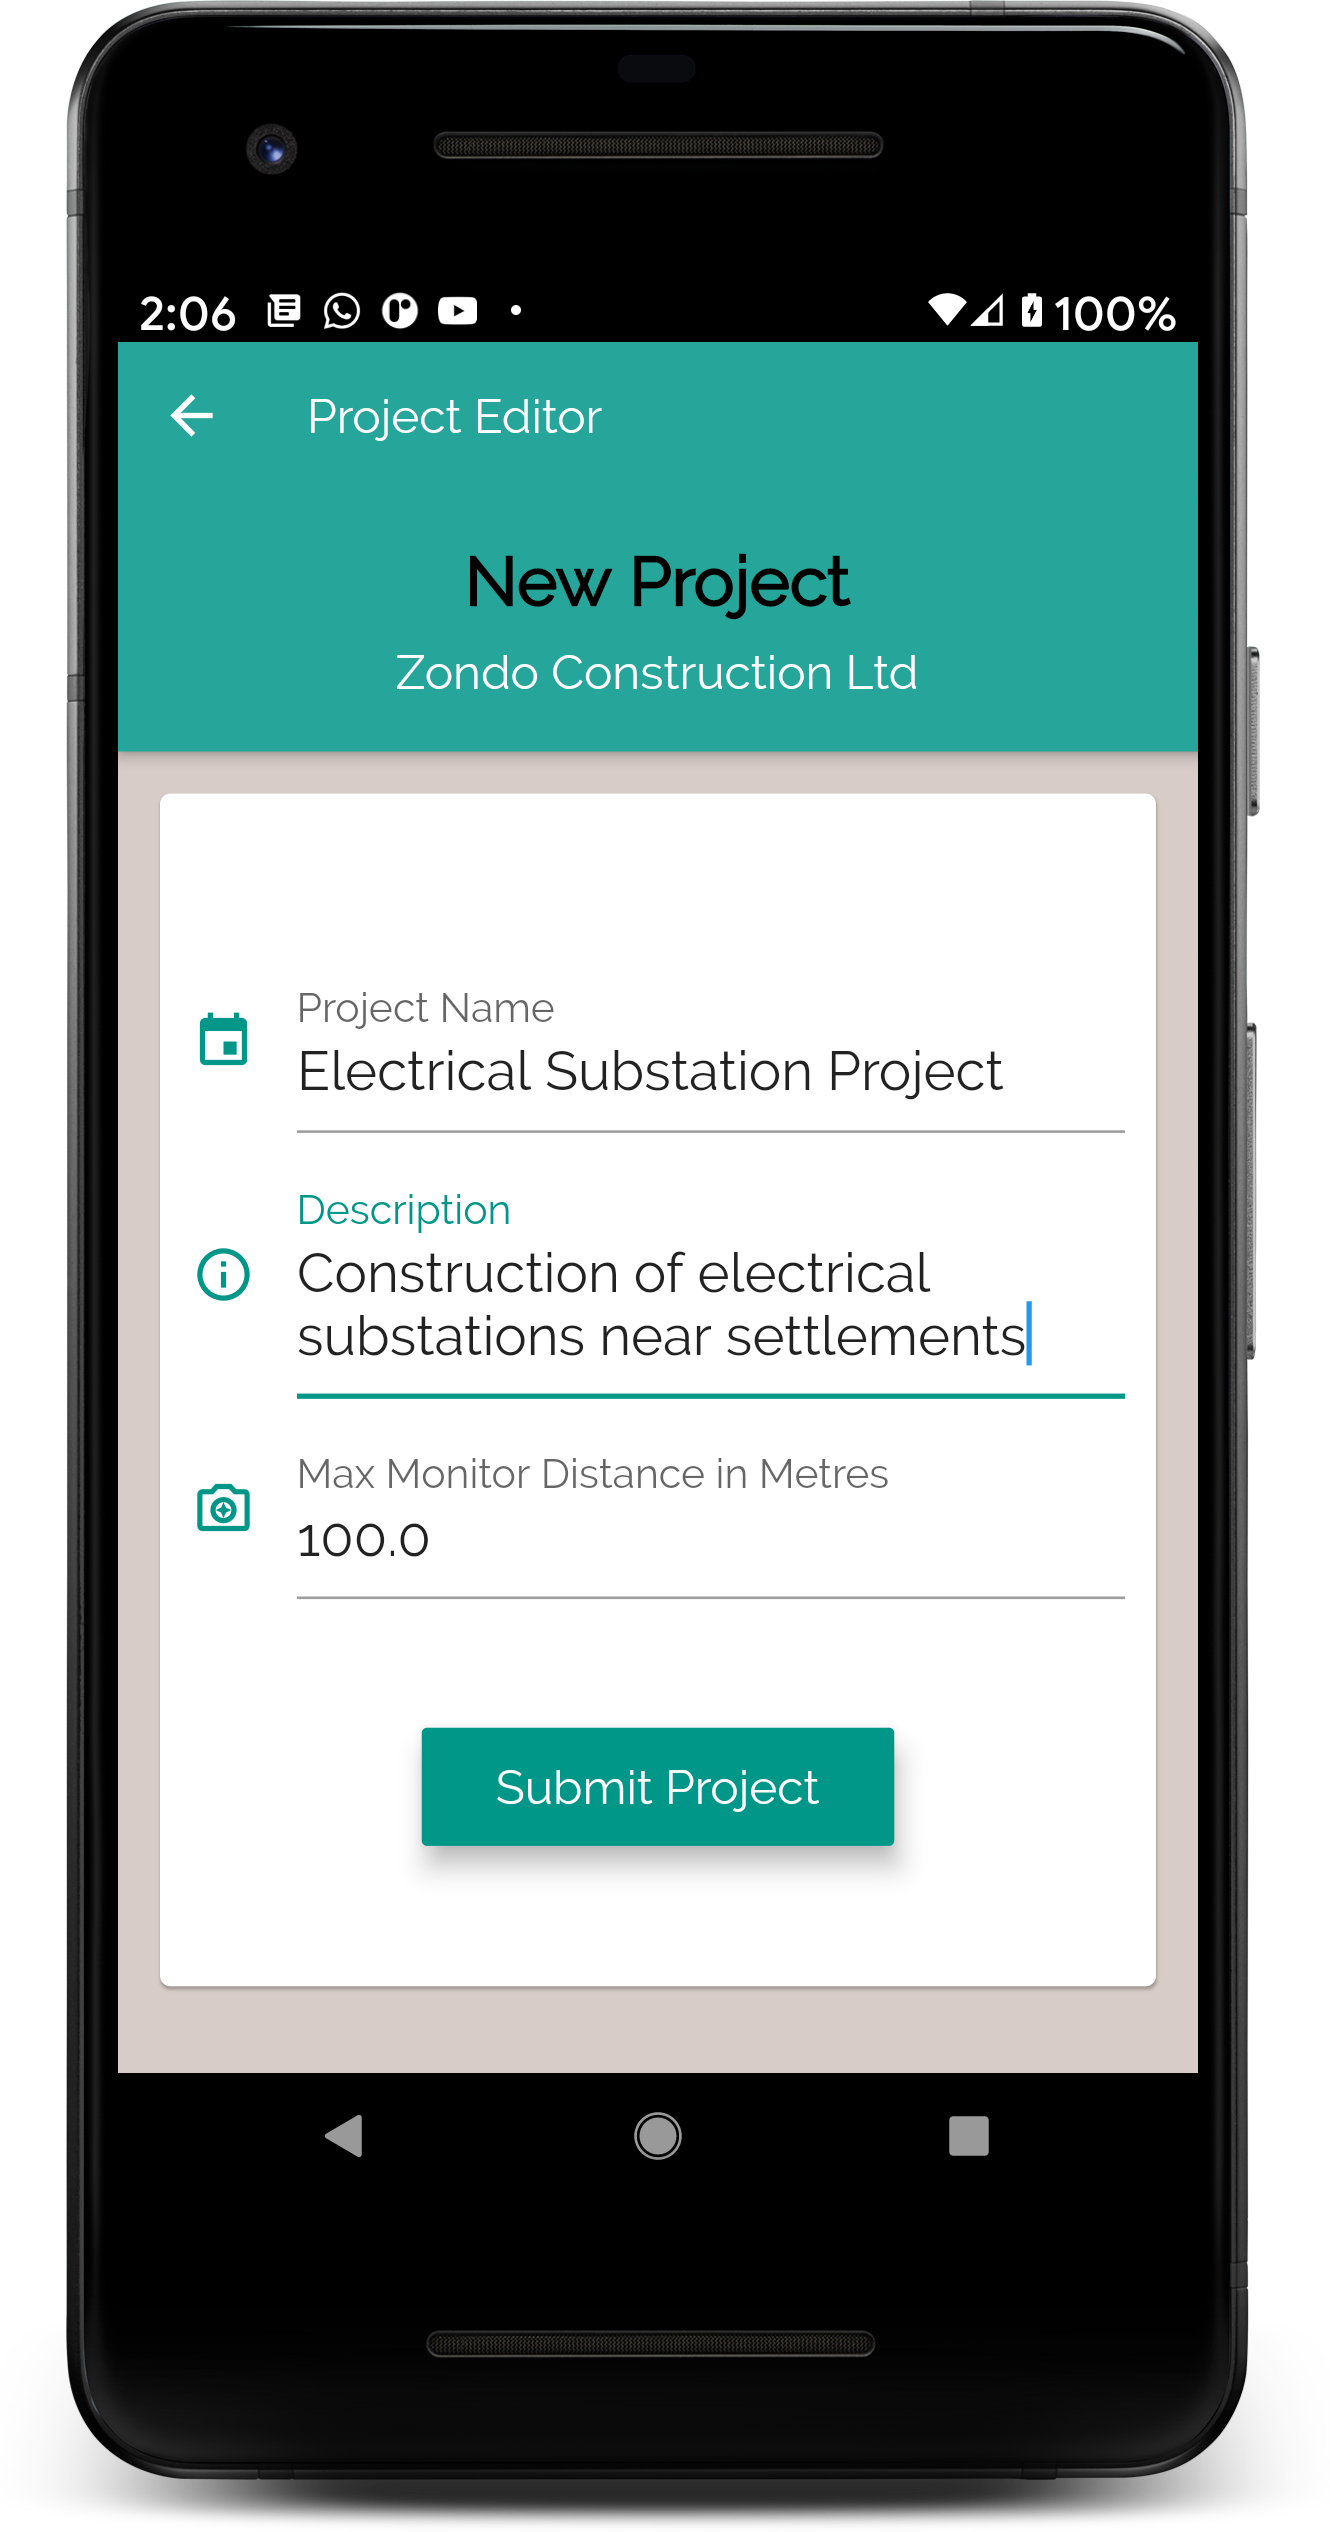 2:06 100%
Project Editor
New Project
Zondo Construction Ltd
Project Name
Electrical Substation Project
Description
Construction of electrical
substations near settlements
Max Monitor Distance in Metres
100.0
Submit Project